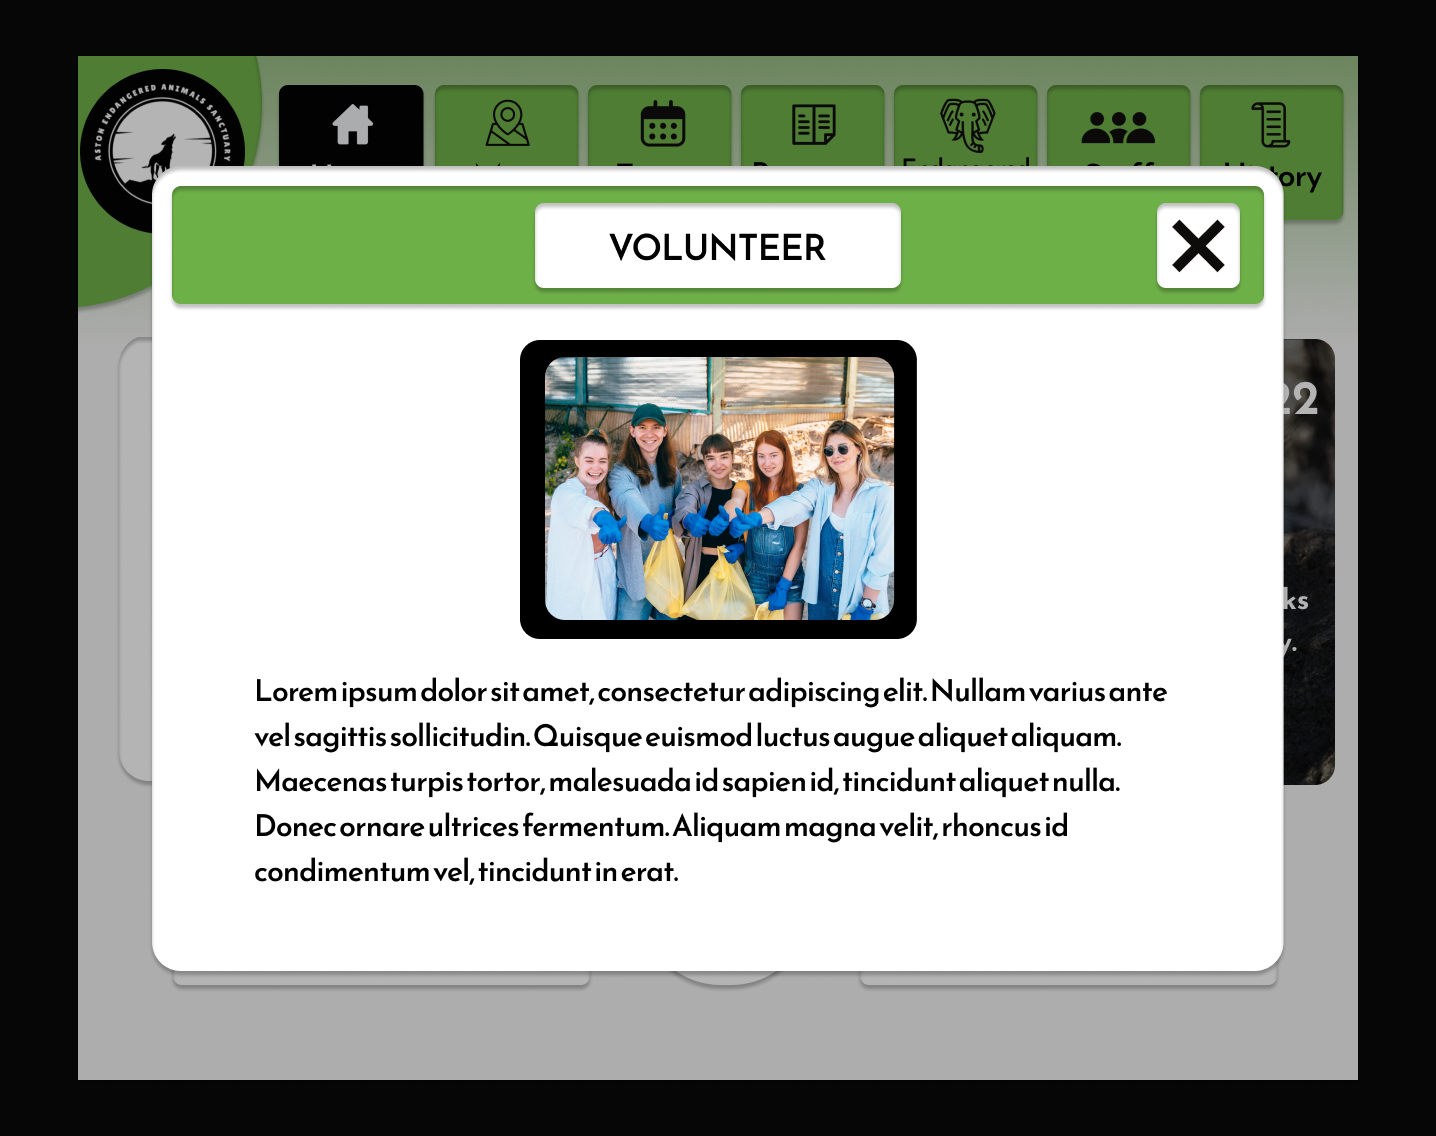 ASTON ENDANGERED ANIMALS SANCTUARY
Endangered
Staff
VOLUNTEER
22
ks
y.
Lorem ipsum dolor sit amet, consectetur adipiscing elit. Nullam varius ante
vel sagittis sollicitudin. Quisque euismod luctus augue aliquet aliquam.
Maecenas turpis tortor, malesuada id sapien id, tincidunt aliquet nulla.
Donec ornare ultrices fermentum. Aliquam magna velit, rhoncus id
condimentum vel, tincidunt in erat.